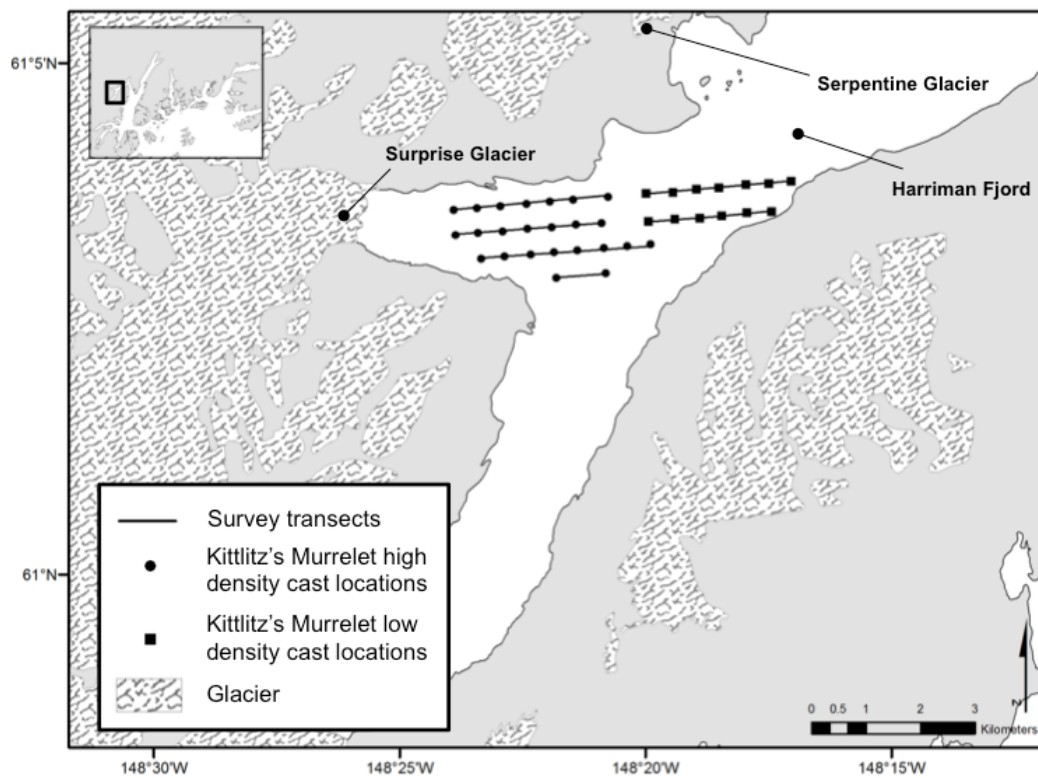 61°5'N
Serpentine Glacier
Surprise Glacier
Harriman Fjord
61°N
Survey transects
Kittlitz's Murrelet high
density cast locations
Kittlitz's Murrelet low
density cast locations
Glacier
N
0 0.5 1 2 3
Kilometers
148°30'W 148°25'W 148°20'W 148°15'W